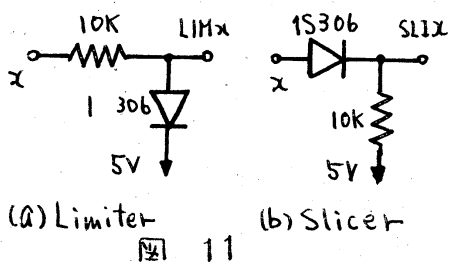 10K LIMx
x
1 306
5V
(a) Limiter
1S306 SLIx
x
10K
5V
(b) Slicer
図 11